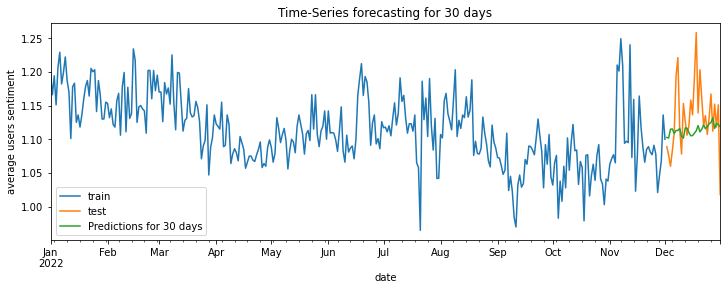 Time-Series forecasting for 30 days
average users sentiment
1.25
1.20
1.15
1.10
1.05
1.00
train
test
Predictions for 30 days
Jan Feb Mar Apr May Jun Jul Aug Sep Oct Nov Dec
2022
date